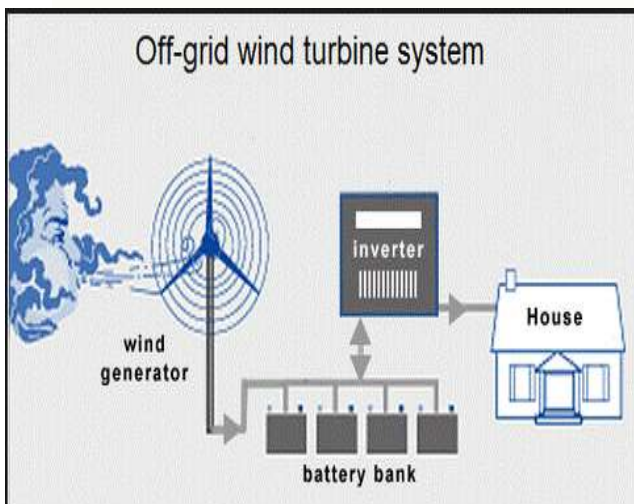 Off-grid wind turbine system
inverter
House
wind
generator
battery bank